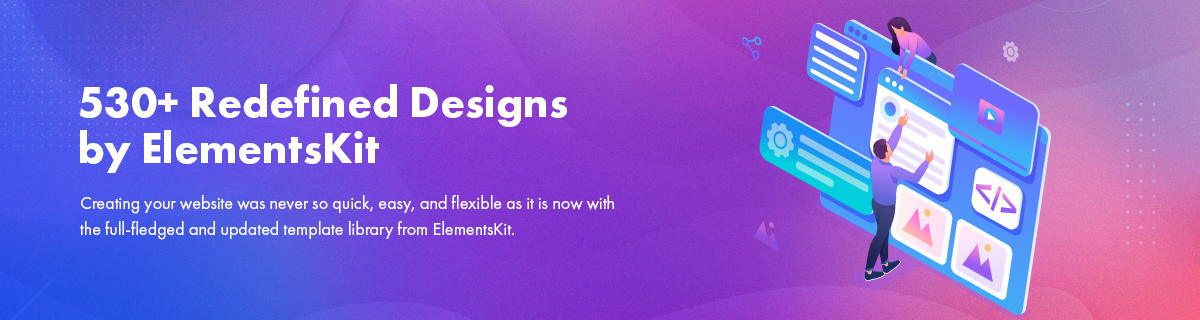 530+ Redefined Designs
by ElementsKit
Creating your website was never so quick, easy, and flexible as it is now with
the full-fledged and updated template library from ElementsKit.